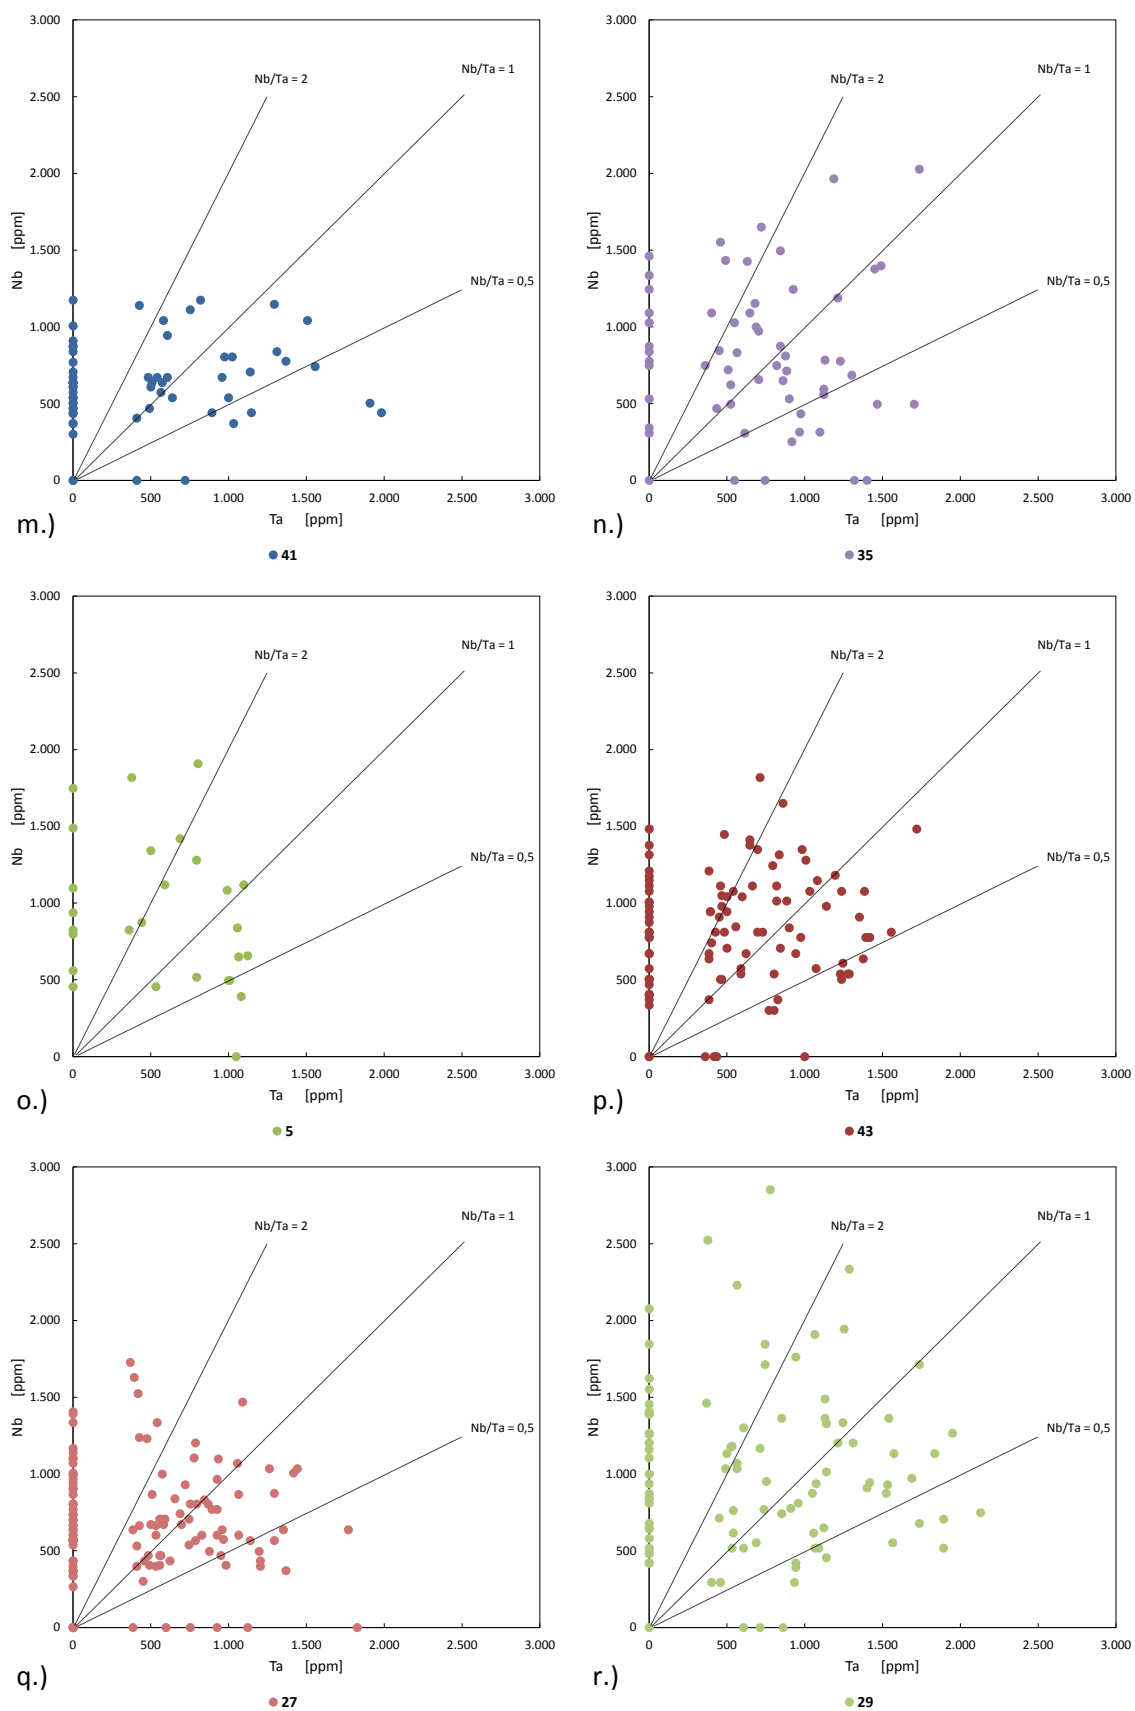 3.000 3.000
Nb/Ta = 2 Nb/Ta = 1 Nb/Ta = 2 Nb/Ta = 1
2.500 2.500
2.000 2.000
Nb [ppm] Nb [ppm]
1.500 1.500
Nb/Ta = 0,5 Nb/Ta = 0,5
1.000 1.000
500 500
0 0
0 500 1.000 1.500 2.000 2.500 3.000 0 500 1.000 1.500 2.000 2.500 3.000
m.) Ta [ppm] n.) Ta [ppm]
41 35
3.000 3.000
Nb/Ta = 2 Nb/Ta = 1 Nb/Ta = 2 Nb/Ta = 1
2.500 2.500
2.000 2.000
Nb [ppm] Nb [ppm]
1.500 1.500
Nb/Ta = 0,5 Nb/Ta = 0,5
1.000 1.000
500 500
0 0
0 500 1.000 1.500 2.000 2.500 3.000 0 500 1.000 1.500 2.000 2.500 3.000
o.) Ta [ppm] p.) Ta [ppm]
5 43
3.000 3.000
Nb/Ta = 2 Nb/Ta = 1 Nb/Ta = 2 Nb/Ta = 1
2.500 2.500
2.000 2.000
Nb [ppm] Nb [ppm]
1.500 1.500
Nb/Ta = 0,5 Nb/Ta = 0,5
1.000 1.000
500 500
0 0
0 500 1.000 1.500 2.000 2.500 3.000 0 500 1.000 1.500 2.000 2.500 3.000
q.) Ta [ppm] r.) Ta [ppm]
27 29